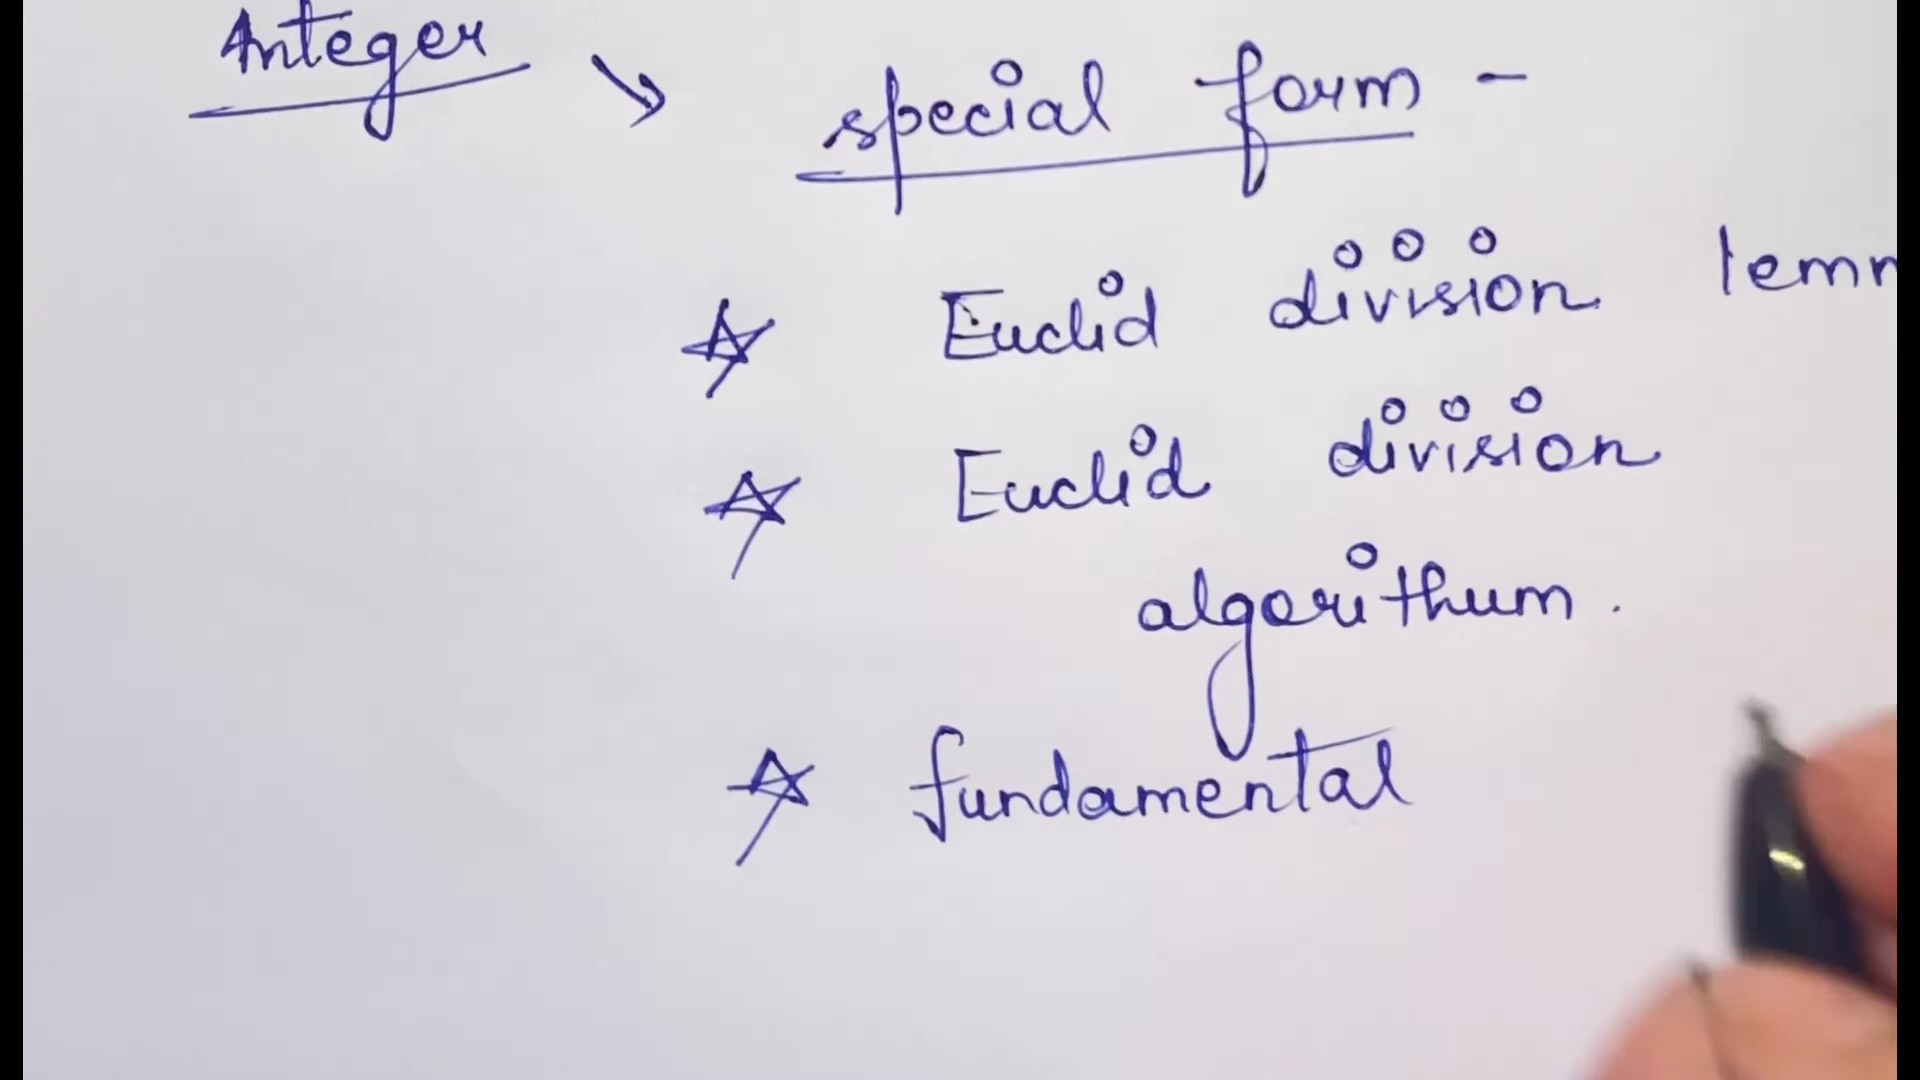 Integer
special form -
Euclid division lemm
Euclid division
algorithum.
fundamental